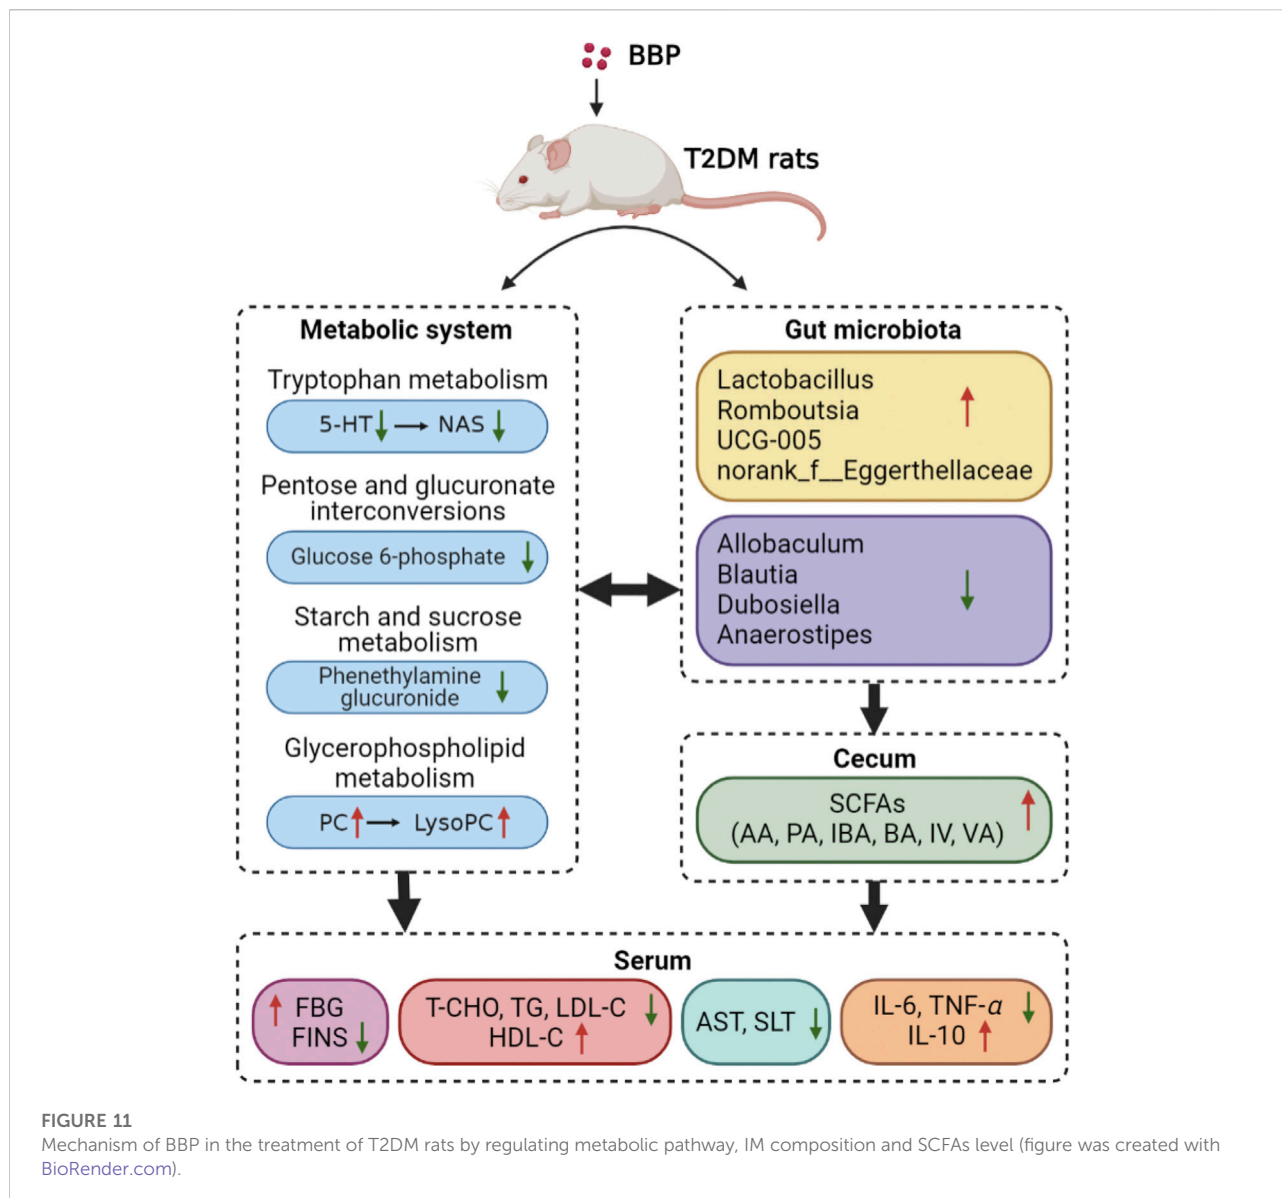 BBP
T2DM rats
Metabolic system
Tryptophan metabolism
5-HT NAS
Pentose and glucuronate
interconversions
Glucose 6-phosphate
Starch and sucrose
metabolism
Phenethylamine
glucuronide
Glycerophospholipid
metabolism
PC LysoPC
Gut microbiota
Lactobacillus
Romboutsia
UCG-005
norank_f__Eggerthellaceae
Allobaculum
Blautia
Dubosiella
Anaerostipes
Cecum
SCFAs
(AA, PA, IBA, BA, IV, VA)
Serum
FBG
FINS
T-CHO, TG, LDL-C
HDL-C
AST, SLT
IL-6, TNF-α
IL-10
FIGURE 11
Mechanism of BBP in the treatment of T2DM rats by regulating metabolic pathway, IM composition and SCFAs level (figure was created with
BioRender.com).